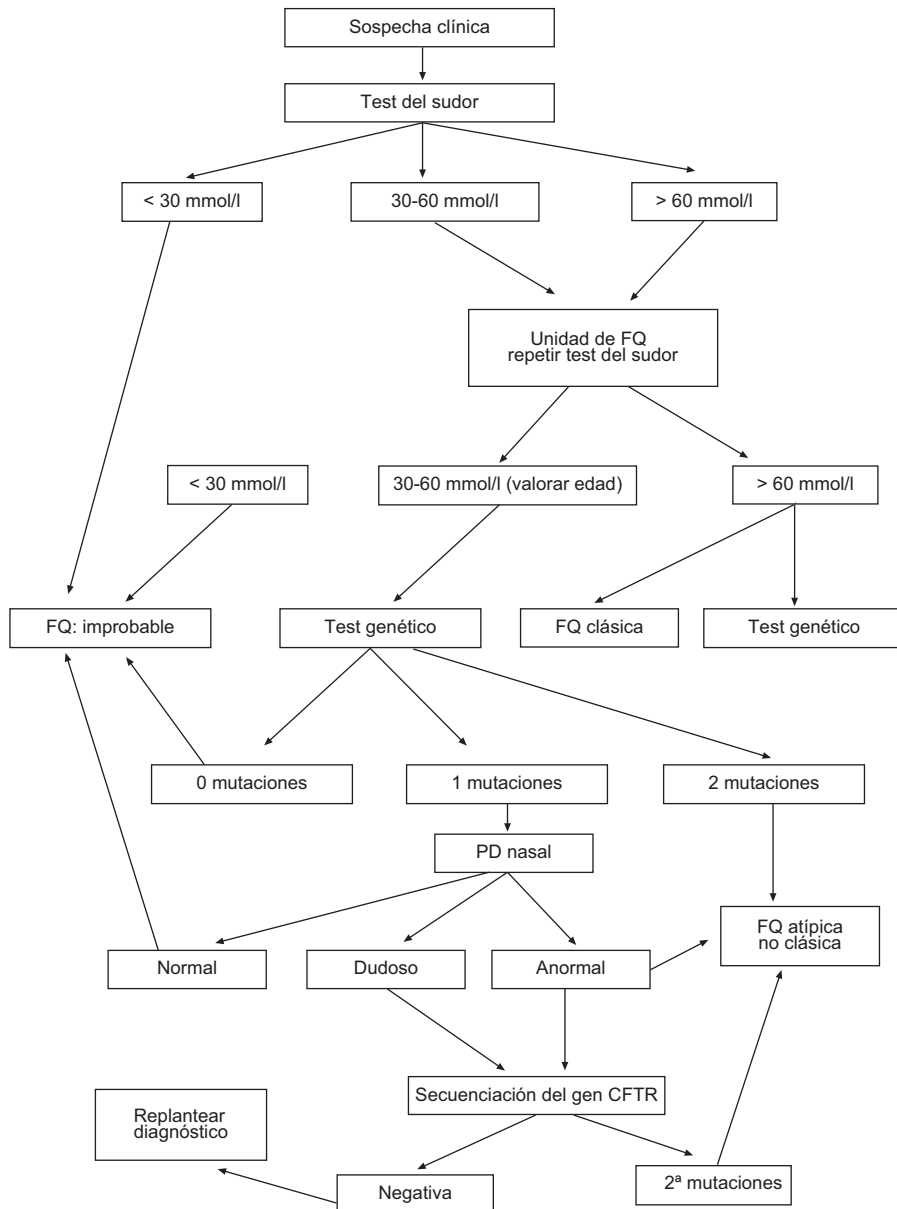 Sospecha clínica
Test del sudor
< 30 mmol/l
30-60 mmol/l
> 60 mmol/l
Unidad de FQ
repetir test del sudor
< 30 mmol/l
30-60 mmol/l (valorar edad)
> 60 mmol/l
FQ: improbable
Test genético
FQ clásica
Test genético
0 mutaciones
1 mutaciones
2 mutaciones
PD nasal
FQ atípica
no clásica
Normal
Dudoso
Anormal
Secuenciación del gen CFTR
Replantear
diagnóstico
Negativa
2ª mutaciones